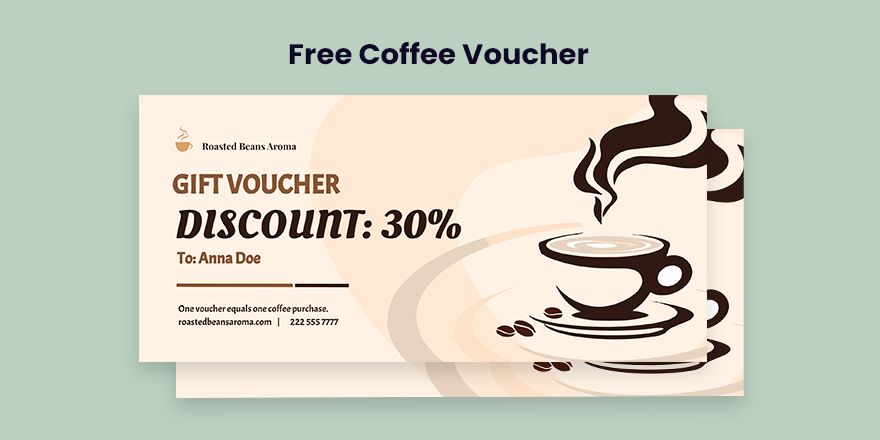 Free Coffee Voucher
Roasted Beans Aroma
GIFT VOUCHER
DISCOUNT: 30%
To: Anna Doe
One voucher equals one coffee purchase.
roastedbeansaroma.com | 222 555 7777